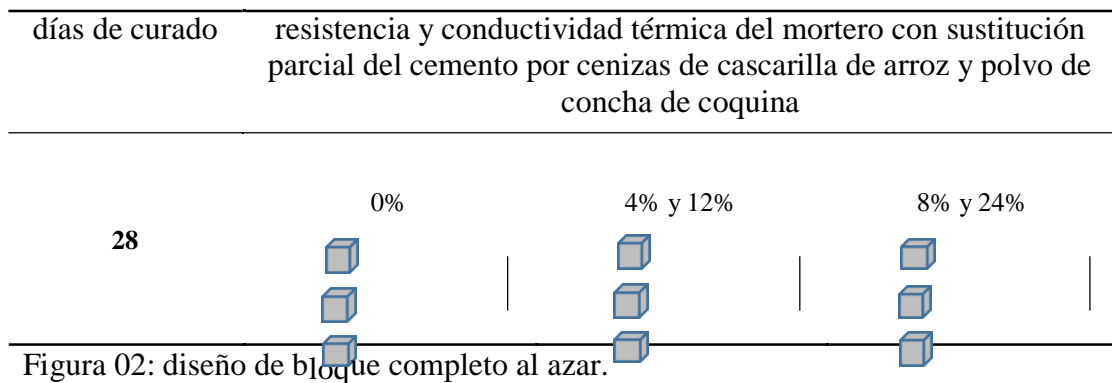 días de curado
resistencia y conductividad térmica del mortero con sustitución
parcial del cemento por cenizas de cascarilla de arroz y polvo de
concha de coquina
28
0% 4% y 12% 8% y 24%
Figura 02: diseño de bloque completo al azar.